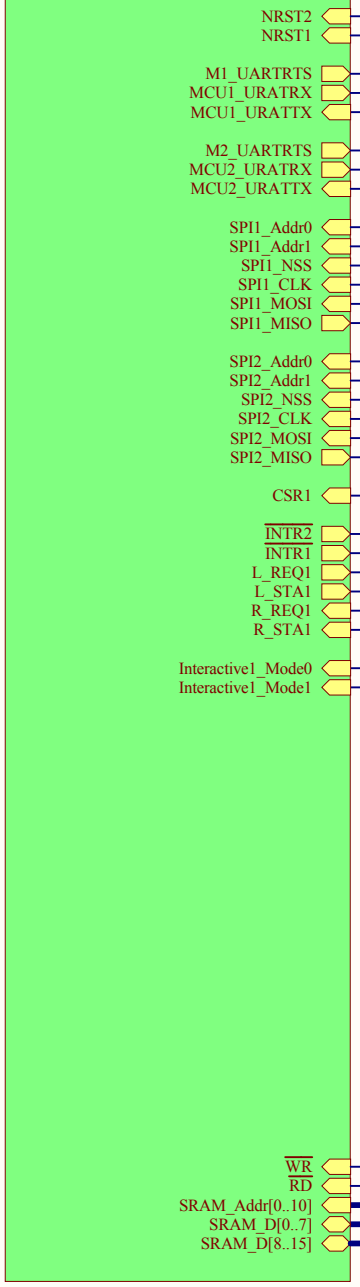 NRST2
NRST1
M1_UARTRTS
MCU1_URATRX
MCU1_URATTX
M2_UARTRTS
MCU2_URATRX
MCU2_URATTX
SPI1_Addr0
SPI1_Addr1
SPI1_NSS
SPI1_CLK
SPI1_MOSI
SPI1_MISO
SPI2_Addr0
SPI2_Addr1
SPI2_NSS
SPI2_CLK
SPI2_MOSI
SPI2_MISO
CSR1
INTR2
INTR1
L_REQ1
L_STA1
R_REQ1
R_STA1
Interactive1_Mode0
Interactive1_Mode1
WR
RD
SRAM_Addr[0..10]
SRAM_D[0..7]
SRAM_D[8..15]